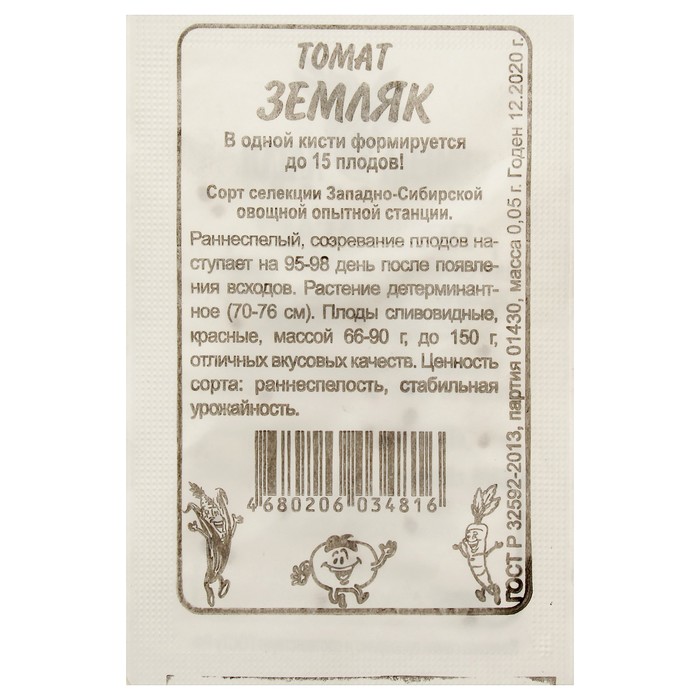 ТОМАТ
ЗЕМЛЯК
В одной кисти формируется
до 15 плодов!
Сорт селекции Западно-Сибирской
овощной опытной станции.
Раннеспелый, созревание плодов на-
ступает на 95-98 день после появле-
ния всходов. Растение детерминант-
ное (70-76 см). Плоды сливовидные,
красные, массой 66-90 г, до 150 г,
отличных вкусовых качеств. Ценность
сорта: раннеспелость, стабильная
урожайность.
4680206 034816
ГОСТ Р 32592-2013, партия 01430, масса 0,05 г. Годен 12.2020 г.